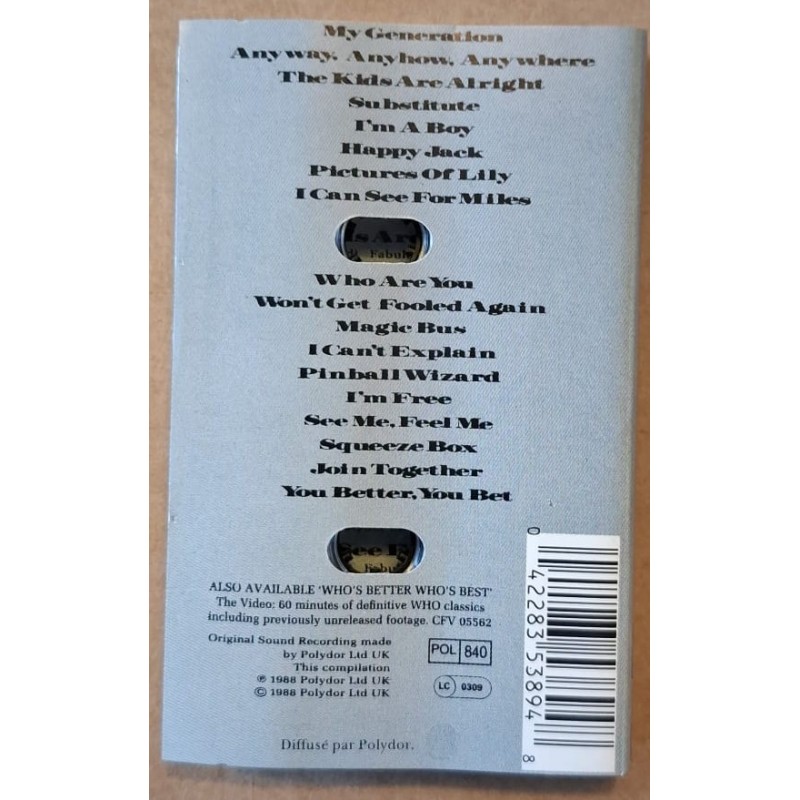 My Generation
Anyway, Anyhow, Anywhere
The Kids Are Alright
Substitute
I'm A Boy
Happy Jack
Pictures Of Lily
I Can See For Miles
ls Ar
Fabul
Who Are You
Won't Get Fooled Again
Magic Bus
I Can't Explain
Pinball Wizard
I'm Free
See Me, Feel Me
Squeeze Box
Join Together
You Better, You Bet
See F
Fabu
ALSO AVAILABLE 'WHO'S BETTER WHO'S BEST'
The Video: 60 minutes of definitive WHO classics
including previously unreleased footage. CFV 05562
Original Sound Recording made
by Polydor Ltd UK
This compilation
℗ 1988 Polydor Ltd UK
© 1988 Polydor Ltd UK
POL 840
LC 0309
Diffusé par Polydor.
0 42283 53894 8